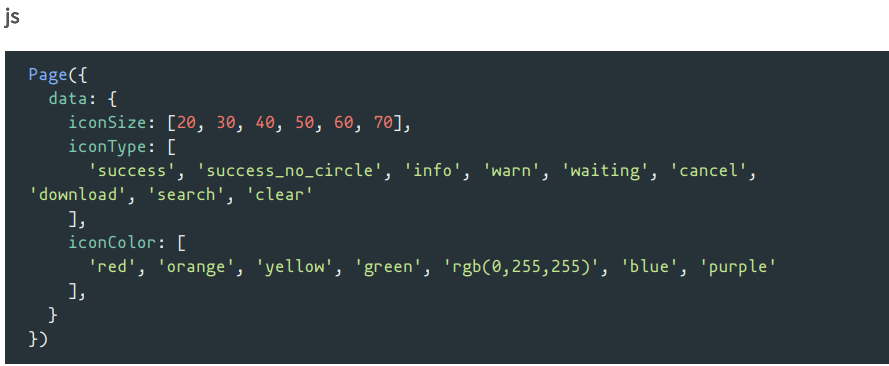 js
Page({
  data: {
    iconSize: [20, 30, 40, 50, 60, 70],
    iconType: [
      'success', 'success_no_circle', 'info', 'warn', 'waiting', 'cancel',
'download', 'search', 'clear'
    ],
    iconColor: [
      'red', 'orange', 'yellow', 'green', 'rgb(0,255,255)', 'blue', 'purple'
    ],
  }
})